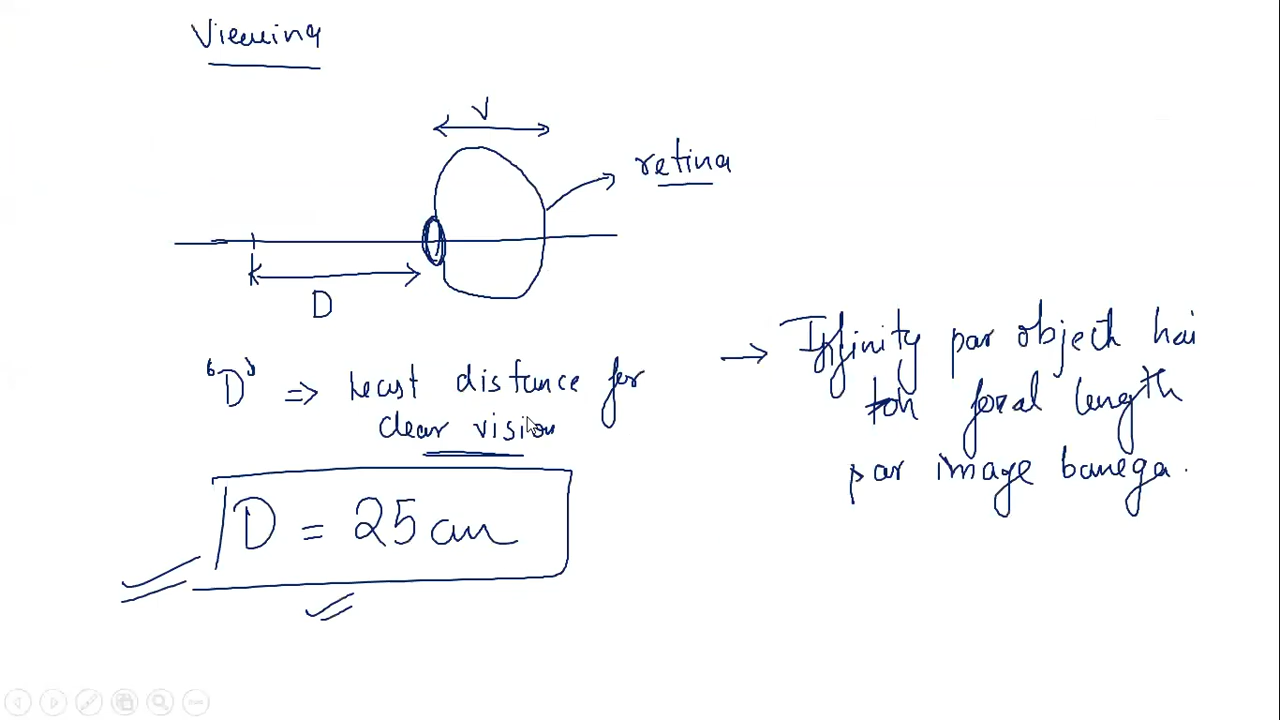 Viewing
V
retina
D
'D' => Least distance for
clear vision
D = 25 cm
→ Infinity par object hai
toh focal length
par image banega.